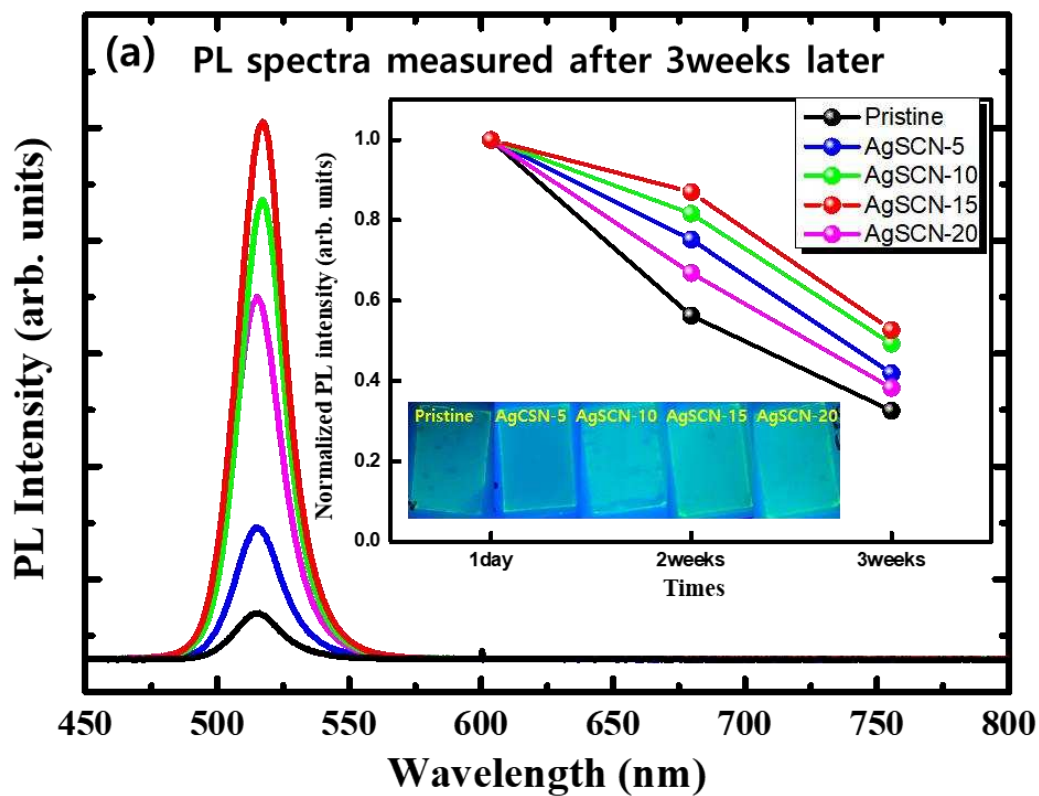 (a) PL spectra measured after 3weeks later
PL Intensity (arb. units)
Normalized PL intensity (arb. units)
1.0
0.8
0.6
0.4
0.2
0.0
Pristine
AgSCN-5
AgSCN-10
AgSCN-15
AgSCN-20
Pristine AgCSN-5 AgSCN-10 AgSCN-15 AgSCN-20
1day 2weeks 3weeks
Times
450 500 550 600 650 700 750 800
Wavelength (nm)